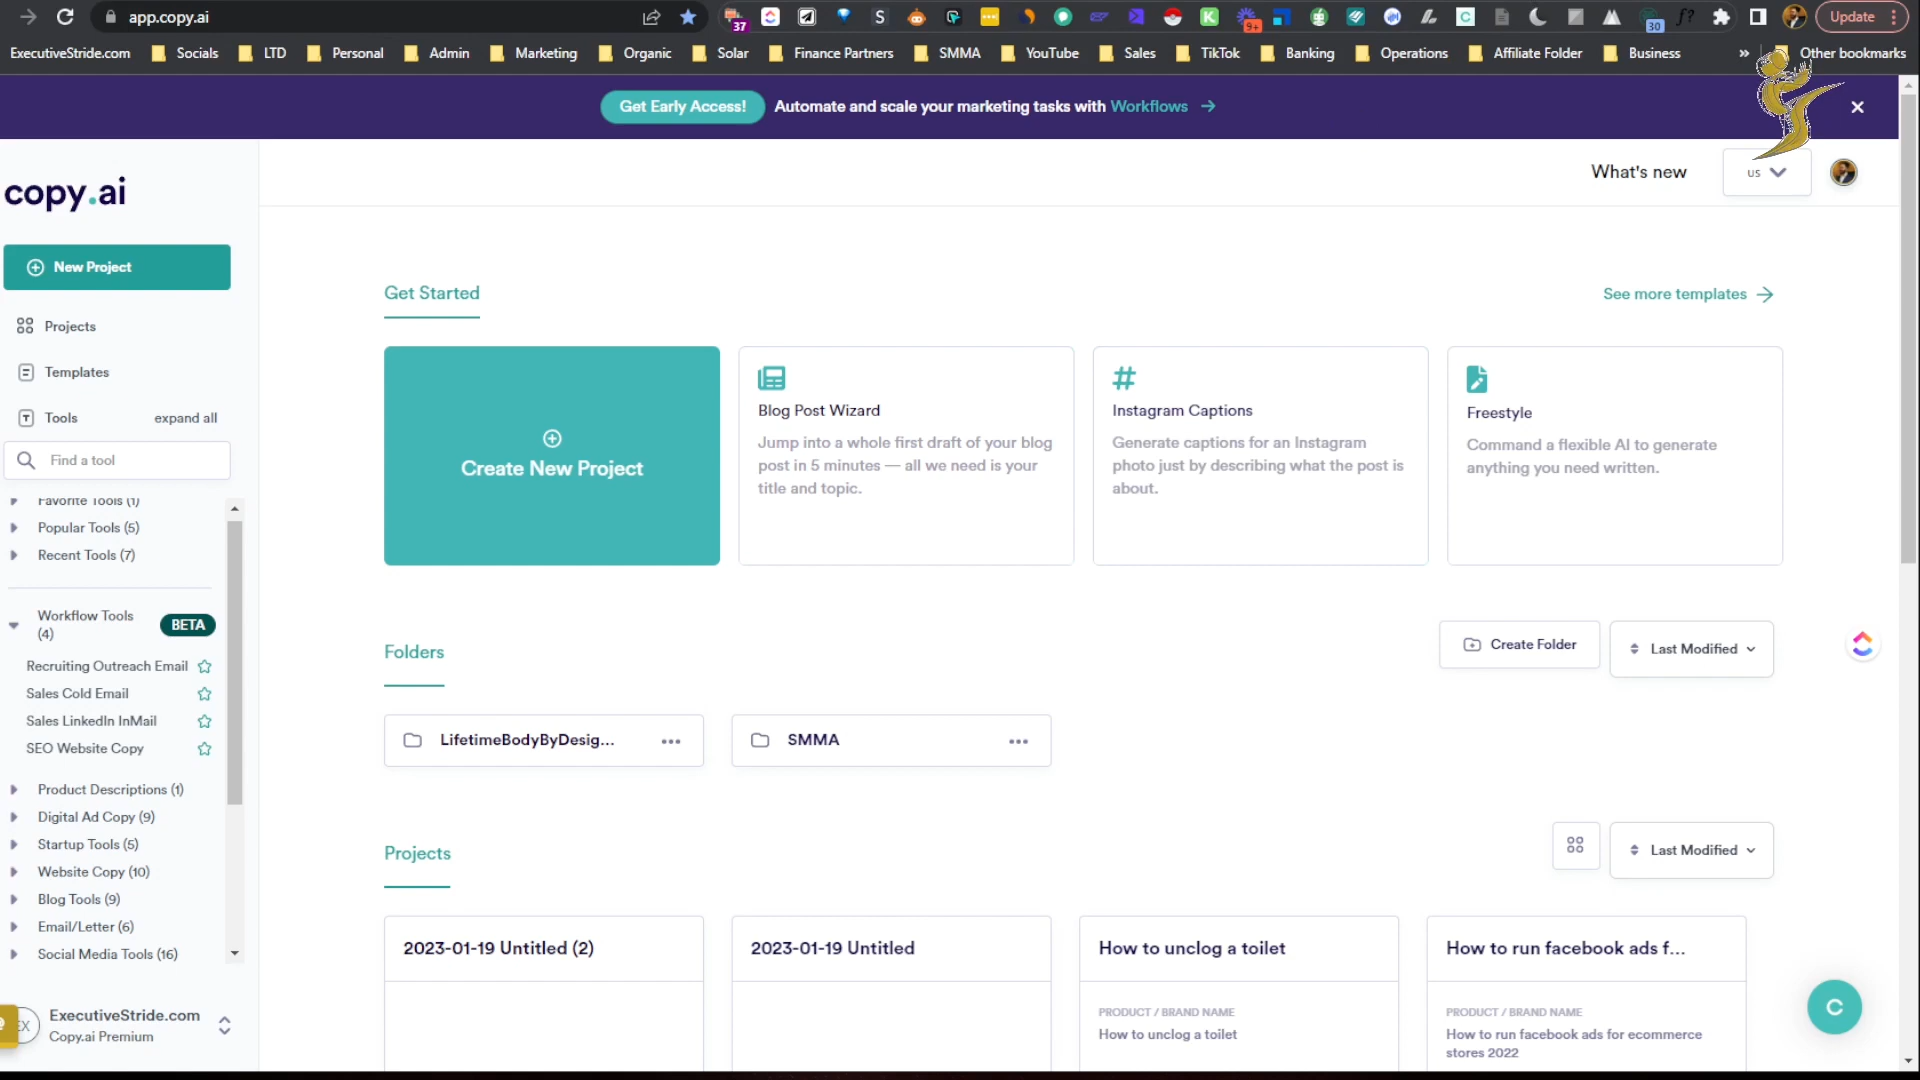 app.copy.ai
37
9+
30
Update
ExecutiveStride.com
Socials
LTD
Personal
Admin
Marketing
Organic
Solar
Finance Partners
SMMA
YouTube
Sales
TikTok
Banking
Operations
Affiliate Folder
Business
»
Other bookmarks
Get Early Access!
Automate and scale your marketing tasks with Workflows →
copy.ai
What's new
US
New Project
Projects
Templates
Tools
expand all
Find a tool
Favorite Tools (1)
Popular Tools (5)
Recent Tools (7)
Workflow Tools
(4)
BETA
Recruiting Outreach Email
Sales Cold Email
Sales LinkedIn InMail
SEO Website Copy
Product Descriptions (1)
Digital Ad Copy (9)
Startup Tools (5)
Website Copy (10)
Blog Tools (9)
Email/Letter (6)
Social Media Tools (16)
EX
ExecutiveStride.com
Copy.ai Premium
Get Started
See more templates →
Create New Project
Blog Post Wizard
Jump into a whole first draft of your blog
post in 5 minutes — all we need is your
title and topic.
#
Instagram Captions
Generate captions for an Instagram
photo just by describing what the post is
about.
Freestyle
Command a flexible AI to generate
anything you need written.
Folders
Create Folder
Last Modified
LifetimeBodyByDesig...
SMMA
Projects
Last Modified
2023-01-19 Untitled (2)
2023-01-19 Untitled
How to unclog a toilet
PRODUCT / BRAND NAME
How to unclog a toilet
How to run facebook ads f...
PRODUCT / BRAND NAME
How to run facebook ads for ecommerce
stores 2022
C